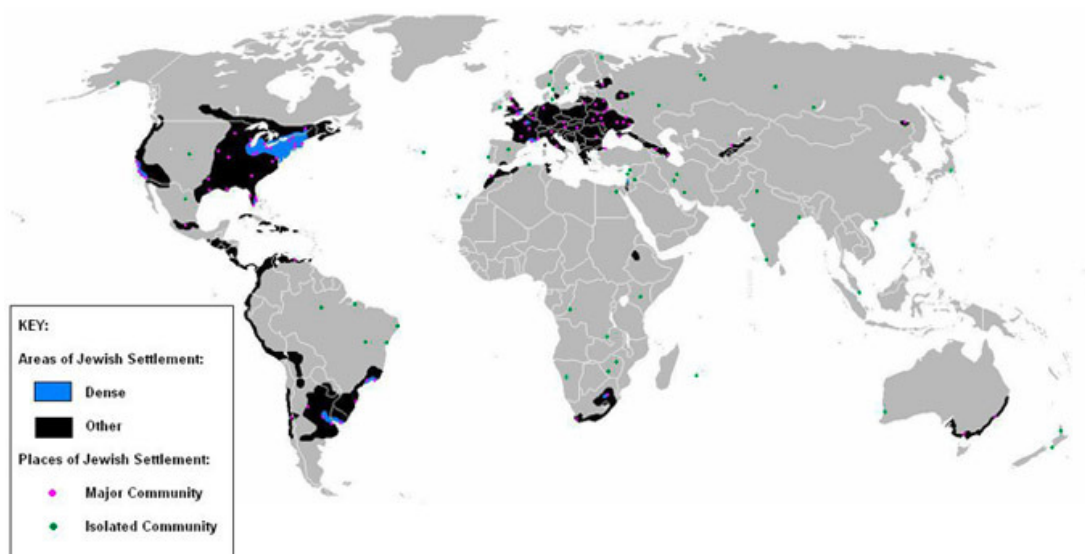 KEY:
Areas of Jewish Settlement:
Dense
Other
Places of Jewish Settlement:
Major Community
Isolated Community